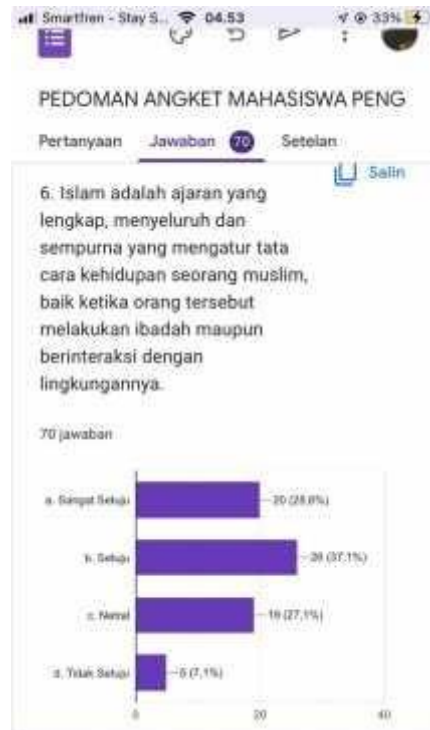 Smartfren - Stay S... 04.53 33%
PEDOMAN ANGKET MAHASISWA PENG
Pertanyaan Jawaban 70 Setelan
Salin
6. Islam adalah ajaran yang
lengkap, menyeluruh dan
sempurna yang mengatur tata
cara kehidupan seorang muslim,
baik ketika orang tersebut
melakukan ibadah maupun
berinteraksi dengan
lingkungannya.
70 jawaban
a. Sangat Setuju 20 (28,6%)
b. Setuju 26 (37,1%)
c. Netral 19 (27,1%)
d. Tidak Setuju 5 (7,1%)
0 20 40